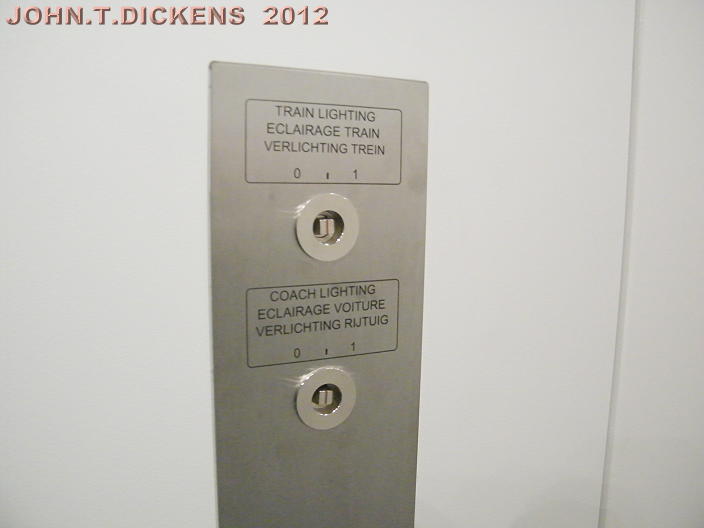 JOHN.T.DICKENS 2012
TRAIN LIGHTING
ECLAIRAGE TRAIN
VERLICHTING TREIN
0 ı 1
COACH LIGHTING
ECLAIRAGE VOITURE
VERLICHTING RIJTUIG
0 ı 1